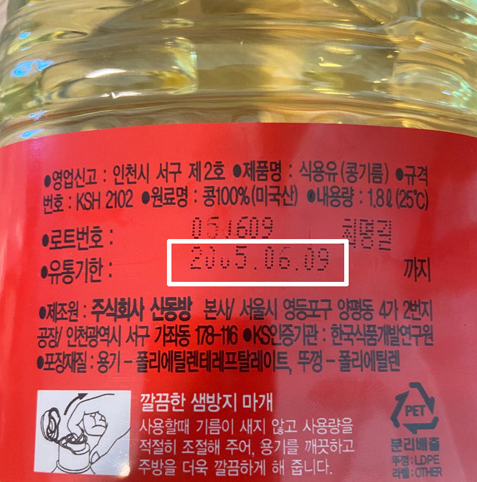 ●영업신고 : 인천시 서구 제2호 ●제품명 : 식용유(콩기름) ●규격
번호 : KSH 2102 ●원료명 : 콩100%(미국산) ●내용량 : 1.8ℓ(25℃)
●로트번호 : 051609
●유통기한 : 2005.06.09 까지
●제조원 : 주식회사 신동방 본사/ 서울시 영등포구 양평동 4가 2번지
공장/ 인천광역시 서구 가좌동 178-116 ●KS인증기관 : 한국식품개발연구원
●포장재질 : 용기 – 폴리에틸렌테레프탈레이트, 뚜껑 – 폴리에틸렌
깔끔한 샘방지 마개
사용할때 기름이 새지 않고 사용량을
적절히 조절해 주어, 용기를 깨끗하고
주방을 더욱 깔끔하게 해 줍니다.
PET
분리배출
뚜껑:LDPE
라벨:OTHER